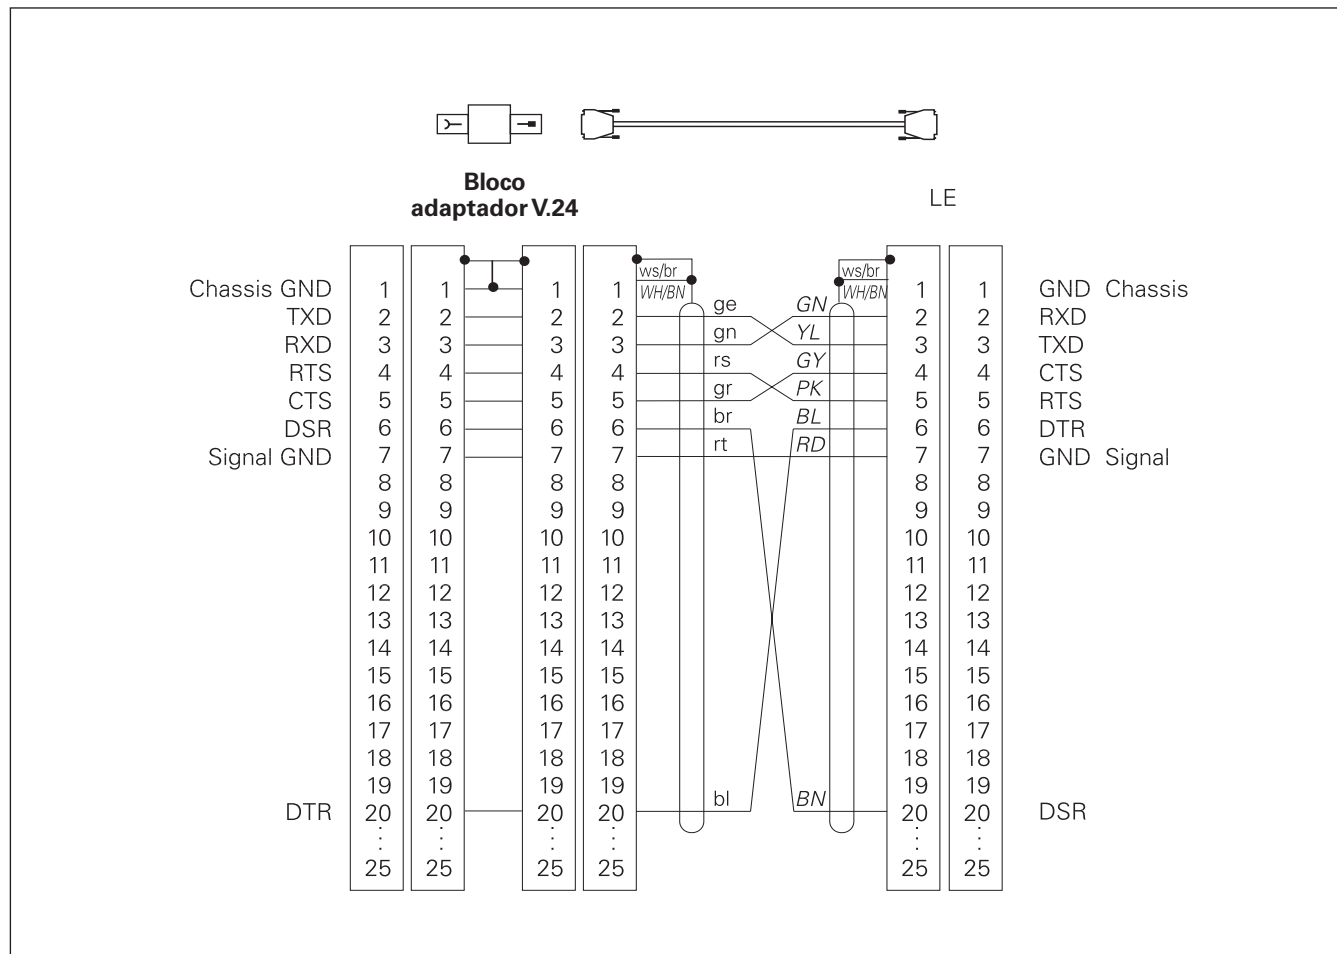 Bloco
adaptador V.24
LE
ws/br ws/br
WH/BN WH/BN
Chassis GND 1 1 1 1 1 1 GND Chassis
ge GN
TXD 2 2 2 2 2 2 RXD
gn YL
RXD 3 3 3 3 3 3 TXD
rs GY
RTS 4 4 4 4 4 4 CTS
gr PK
CTS 5 5 5 5 5 5 RTS
br BL
DSR 6 6 6 6 6 6 DTR
rt RD
Signal GND 7 7 7 7 7 7 GND Signal
8 8 8 8 8 8
9 9 9 9 9 9
10 10 10 10 10 10
11 11 11 11 11 11
12 12 12 12 12 12
13 13 13 13 13 13
14 14 14 14 14 14
15 15 15 15 15 15
16 16 16 16 16 16
17 17 17 17 17 17
18 18 18 18 18 18
19 19 19 19 19 19
bl BN
DTR 20 20 20 20 20 20 DSR
25 25 25 25 25 25